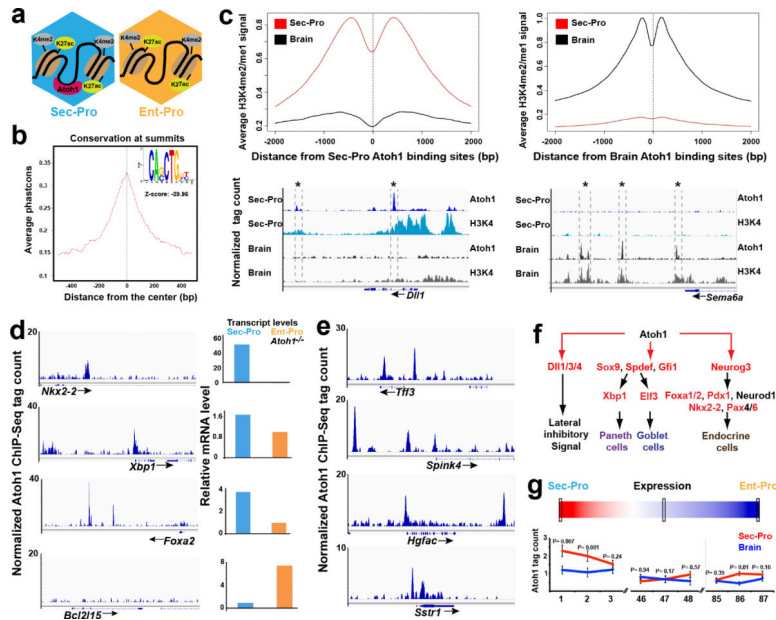 a
K4me2
K27ac
K4me2
K27ac
Atoh1
Sec-Pro
K4me2
K27ac
K4me2
K27ac
Ent-Pro
b
Conservation at summits
Z-score: -39.96
Average phastcons
0.35
0.3
0.25
0.2
0.15
-400 -200 0 200 400
Distance from the center (bp)
c
Average H3K4me2/me1 signal
Sec-Pro
Brain
0.8
0.6
0.4
0.2
-2000 -1000 0 1000 2000
Distance from Sec-Pro Atoh1 binding sites (bp)
Average H3K4me2/me1 signal
Sec-Pro
Brain
1.0
0.8
0.6
0.4
0.2
-2000 -1000 0 1000 2000
Distance from Brain Atoh1 binding sites (bp)
Normalized tag count
* *
Sec-Pro Atoh1
Sec-Pro H3K4
Brain Atoh1
Brain H3K4
Dll1
* * *
Sec-Pro Atoh1
Sec-Pro H3K4
Brain Atoh1
Brain H3K4
Sema6a
d
Normalized Atoh1 ChIP-Seq tag count
20
Nkx2-2
40
Xbp1
40
Foxa2
20
Bcl2l15
Transcript levels
Sec-Pro Ent-Pro
Atoh1-/-
Relative mRNA level
60
40
20
0
2
1
0
4
2
0
8
4
0
e
Normalized Atoh1 ChIP-Seq tag count
30
Tff3
40
Spink4
20
Hgfac
10
Sstr1
f
Atoh1
Dll1/3/4
Sox9, Spdef, Gfi1
Neurog3
Xbp1 Elf3
Foxa1/2, Pdx1, Neurod1
Nkx2-2, Pax4/6
Lateral
inhibitory
Signal
Paneth
cells
Goblet
cells
Endocrine
cells
g
Sec-Pro Expression Ent-Pro
Sec-Pro
Brain
Atoh1 tag count
3
2
1
0
P= 0.007 P= 0.001 P= 0.24
P= 0.94 P= 0.17 P= 0.57
P= 0.39 P= 0.01 P= 0.10
1 2 3 46 47 48 85 86 87